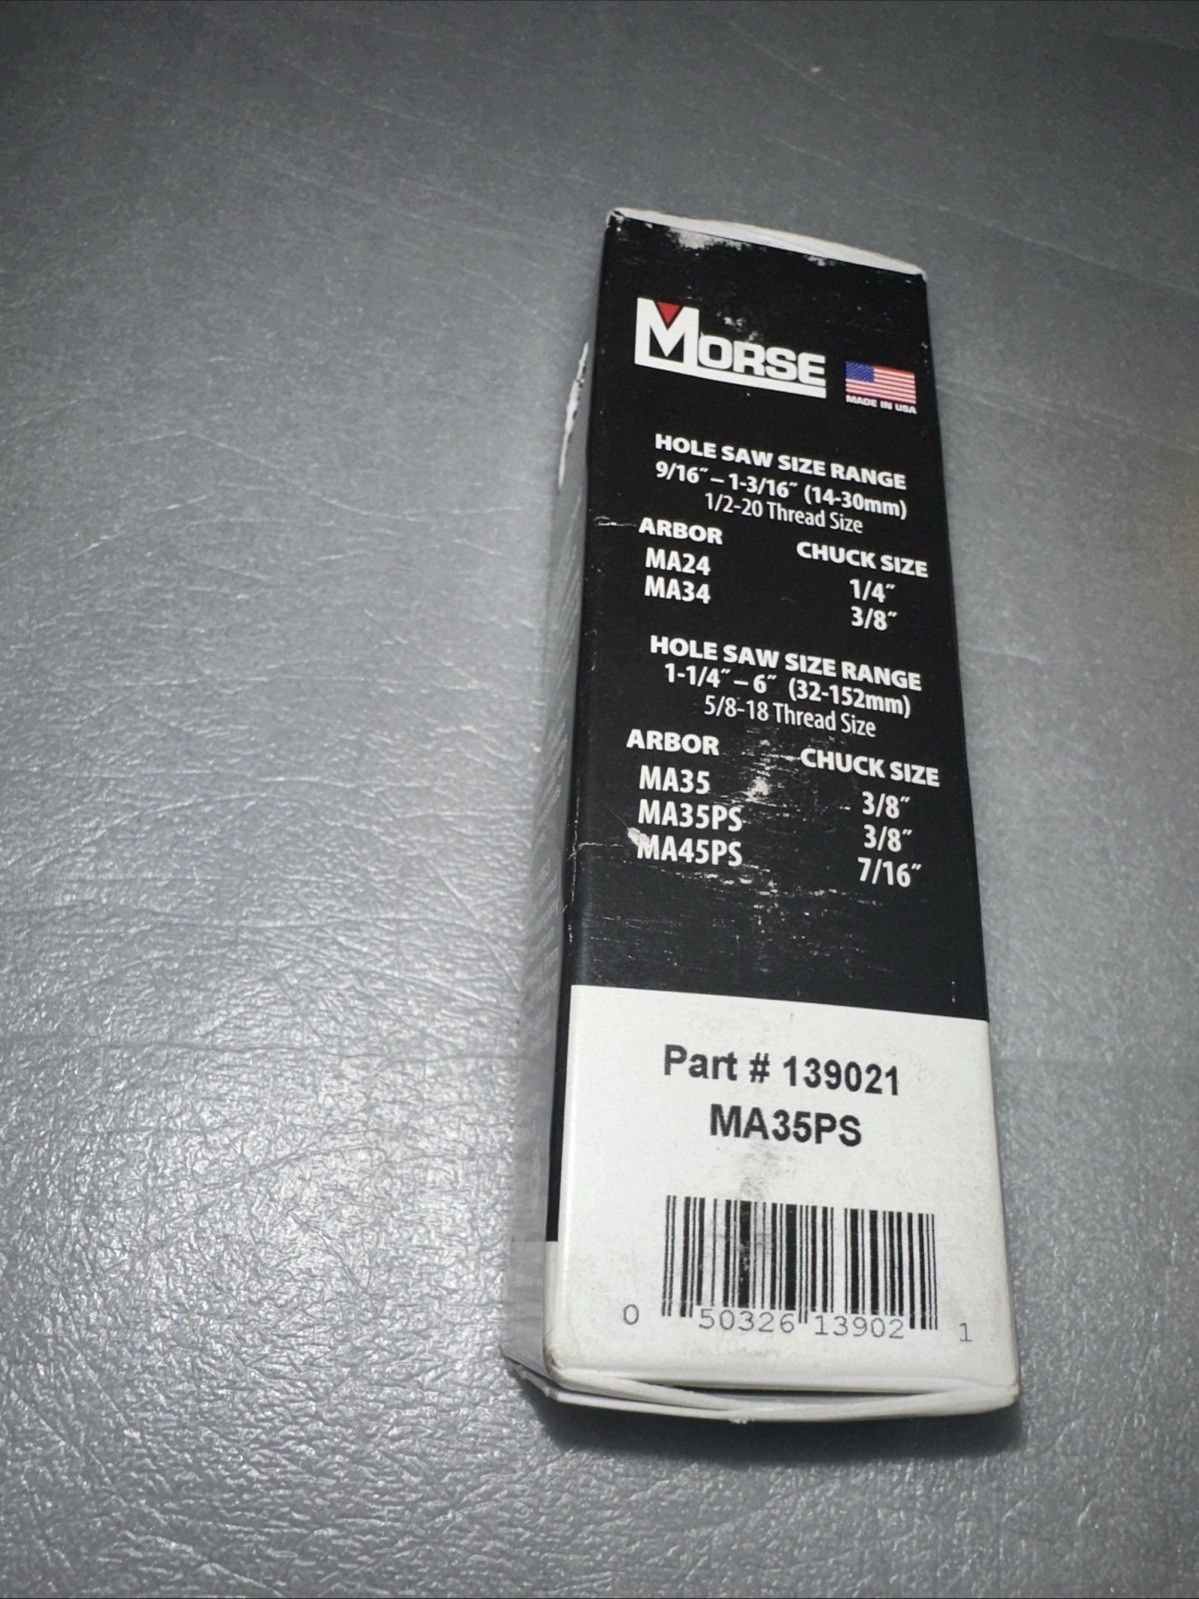 MORSE
MADE IN USA
HOLE SAW SIZE RANGE
9/16″ – 1-3/16″ (14-30mm)
1/2-20 Thread Size
ARBOR CHUCK SIZE
MA24 1/4″
MA34 3/8″
HOLE SAW SIZE RANGE
1-1/4″ – 6″ (32-152mm)
5/8-18 Thread Size
ARBOR CHUCK SIZE
MA35 3/8″
MA35PS 3/8″
MA45PS 7/16″
Part # 139021
MA35PS
0 50326 13902 1